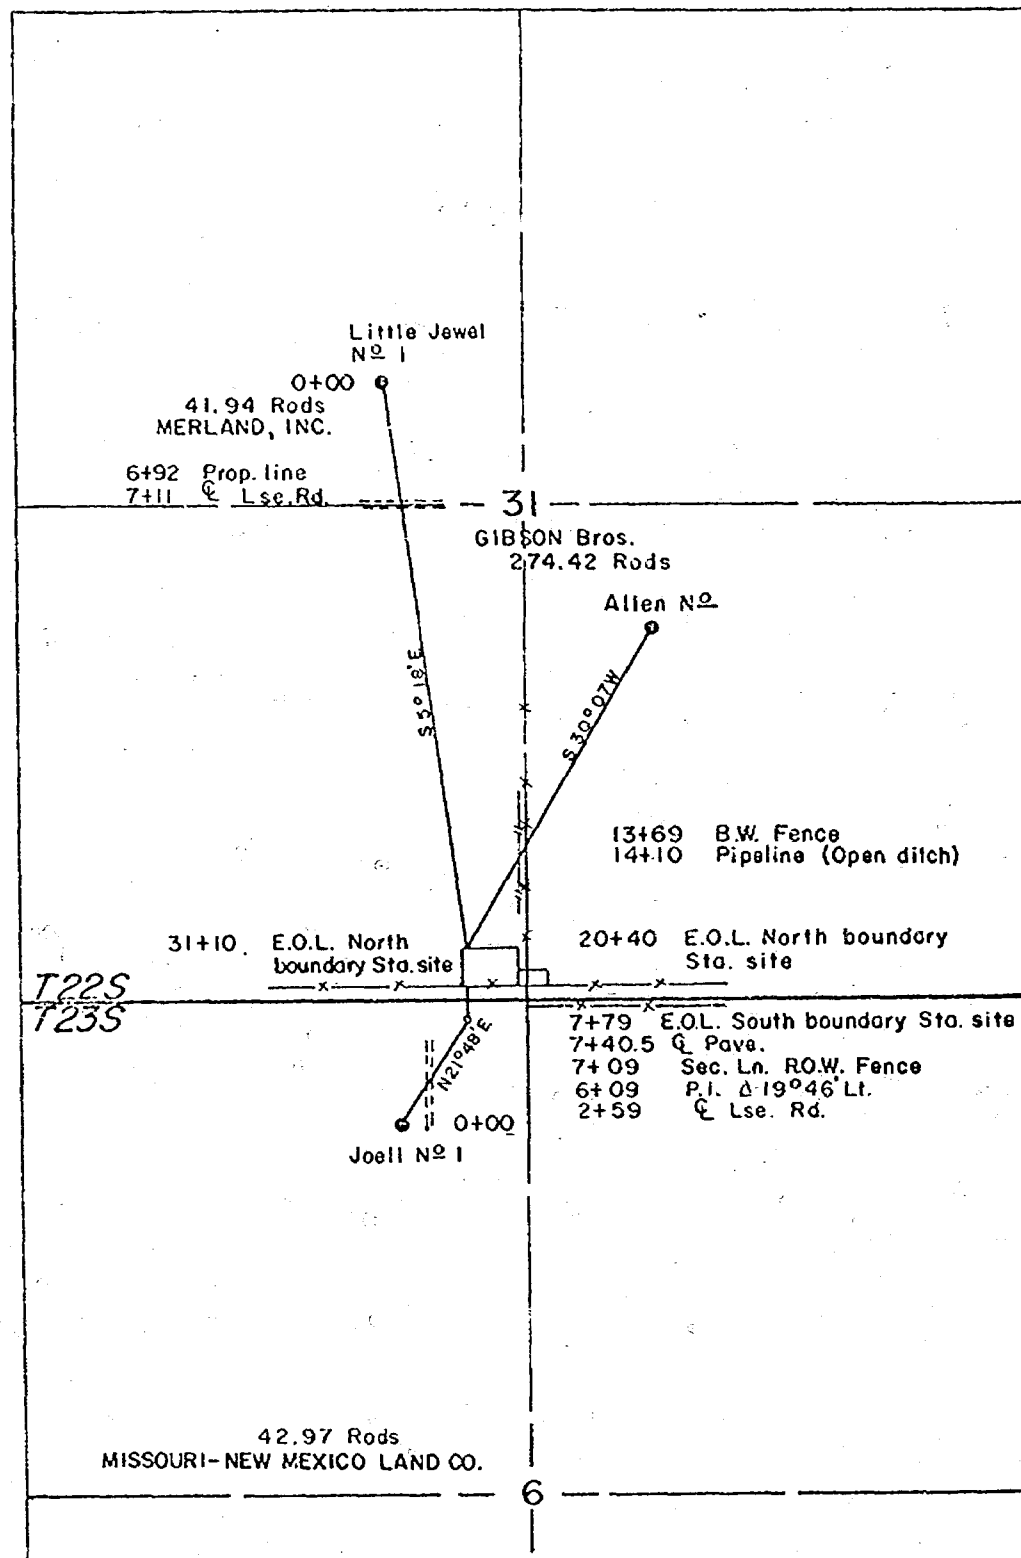 Little Jewel
Nº 1
0+00
41.94 Rods
MERLAND, INC.
6+92 Prop. line
7+11 ℄ Lse. Rd.
31
GIBSON Bros.
274.42 Rods
Allen Nº
S5°18'E
S30°07'W
13+69 B.W. Fence
14+10 Pipeline (Open ditch)
31+10 E.O.L. North
boundary Sta. site
20+40 E.O.L. North boundary
Sta. site
T22S
T23S
7+79 E.O.L. South boundary Sta. site
7+40.5 ℄ Pave.
7+09 Sec. Ln. R.O.W. Fence
6+09 P.I. Δ 19°46' Lt.
2+59 ℄ Lse. Rd.
N21°48'E
0+00
Joell Nº 1
42.97 Rods
MISSOURI-NEW MEXICO LAND CO.
6